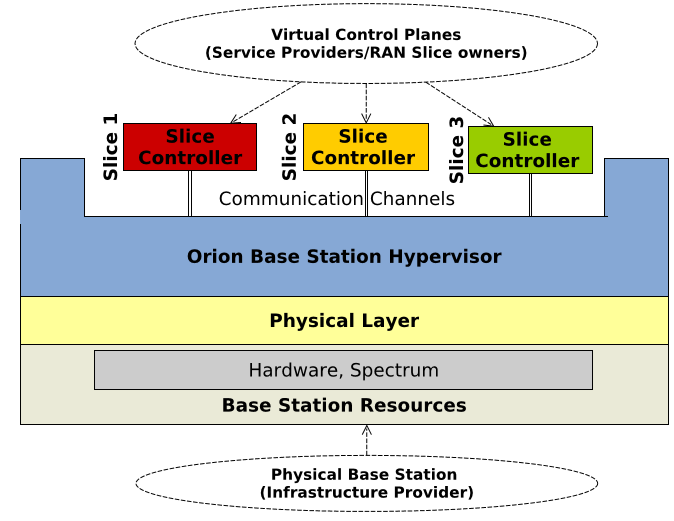 Virtual Control Planes
(Service Providers/RAN Slice owners)
Slice 1
Slice
Controller
Slice 2
Slice
Controller
Slice 3
Slice
Controller
Communication Channels
Orion Base Station Hypervisor
Physical Layer
Hardware, Spectrum
Base Station Resources
Physical Base Station
(Infrastructure Provider)